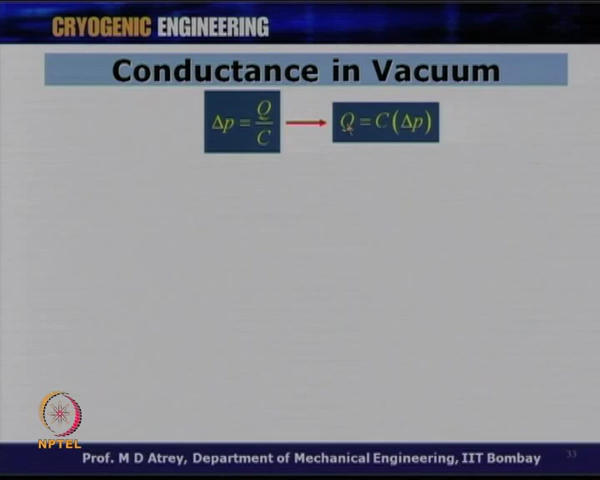 CRYOGENIC ENGINEERING
Conductance in Vacuum
Δp = Q/C → Q = C(Δp)
NPTEL
Prof. M D Atrey, Department of Mechanical Engineering, IIT Bombay 33